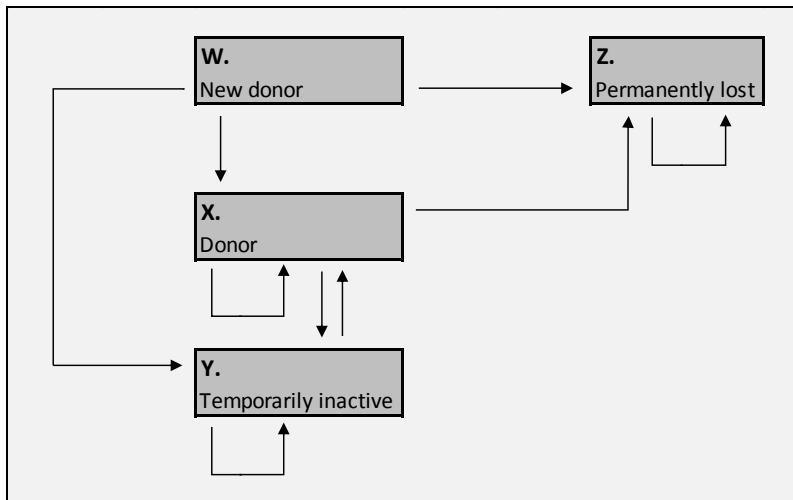 W.
New donor
Z.
Permanently lost
X.
Donor
Y.
Temporarily inactive